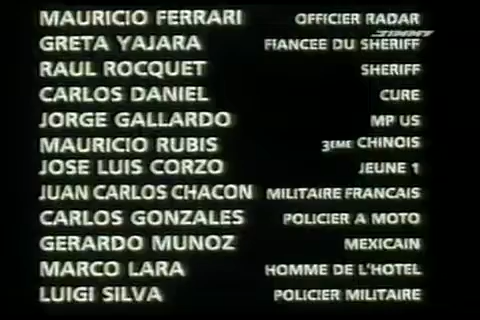 MAURICIO FERRARI OFFICIER RADAR
JIMMY
GRETA YAJARA FIANCEE DU SHERIFF
RAUL ROCQUET SHERIFF
CARLOS DANIEL CURE
JORGE GALLARDO MP US
MAURICIO RUBIS 3EME CHINOIS
JOSE LUIS CORZO JEUNE 1
JUAN CARLOS CHACON MILITAIRE FRANCAIS
CARLOS GONZALES POLICIER A MOTO
GERARDO MUNOZ MEXICAIN
MARCO LARA HOMME DE L'HOTEL
LUIGI SILVA POLICIER MILITAIRE